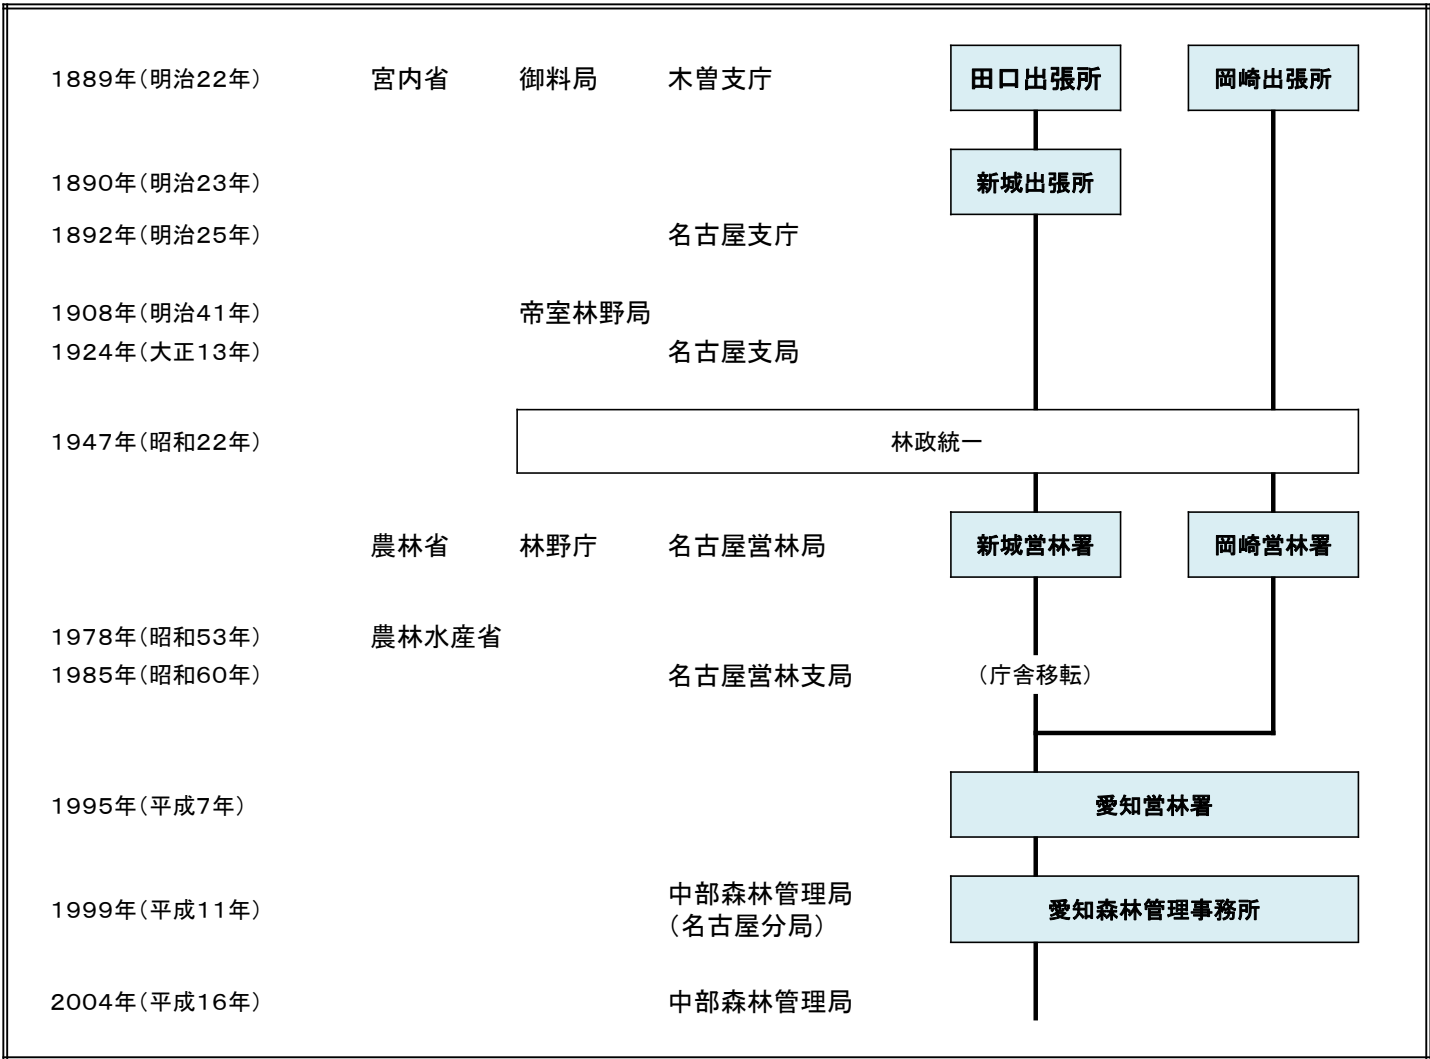 1889年(明治22年) 宮内省 御料局 木曽支庁 田口出張所 岡崎出張所
1890年(明治23年) 新城出張所
1892年(明治25年) 名古屋支庁
1908年(明治41年) 帝室林野局
1924年(大正13年) 名古屋支局
1947年(昭和22年) 林政統一
農林省 林野庁 名古屋営林局 新城営林署 岡崎営林署
1978年(昭和53年) 農林水産省
1985年(昭和60年) 名古屋営林支局 (庁舎移転)
1995年(平成7年) 愛知営林署
1999年(平成11年) 中部森林管理局 愛知森林管理事務所
(名古屋分局)
2004年(平成16年) 中部森林管理局